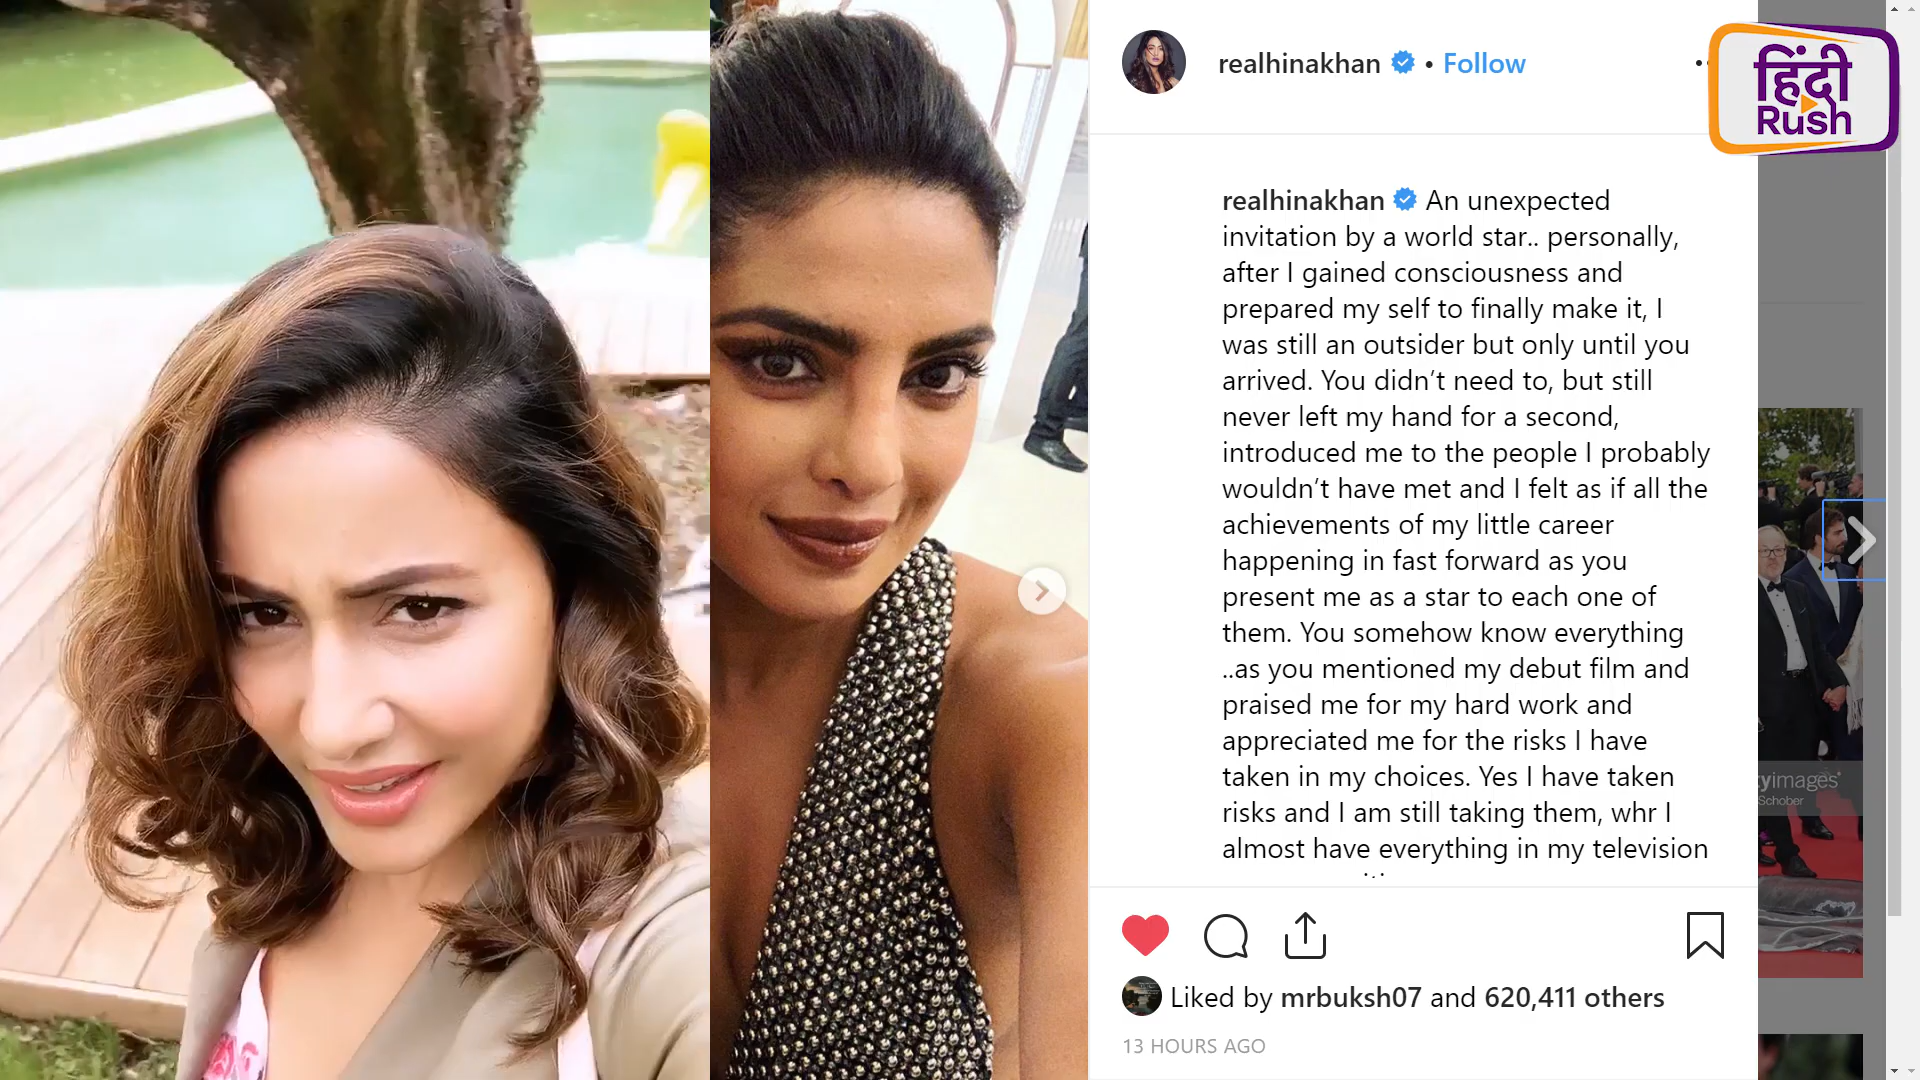 realhinakhan • Follow
हिंदी
Rush
realhinakhan An unexpected
invitation by a world star.. personally,
after I gained consciousness and
prepared my self to finally make it, I
was still an outsider but only until you
arrived. You didn’t need to, but still
never left my hand for a second,
introduced me to the people I probably
wouldn’t have met and I felt as if all the
achievements of my little career
happening in fast forward as you
present me as a star to each one of
them. You somehow know everything
..as you mentioned my debut film and
praised me for my hard work and
appreciated me for the risks I have
taken in my choices. Yes I have taken
risks and I am still taking them, whr I
almost have everything in my television
yimages
Schober
Liked by mrbuksh07 and 620,411 others
13 HOURS AGO